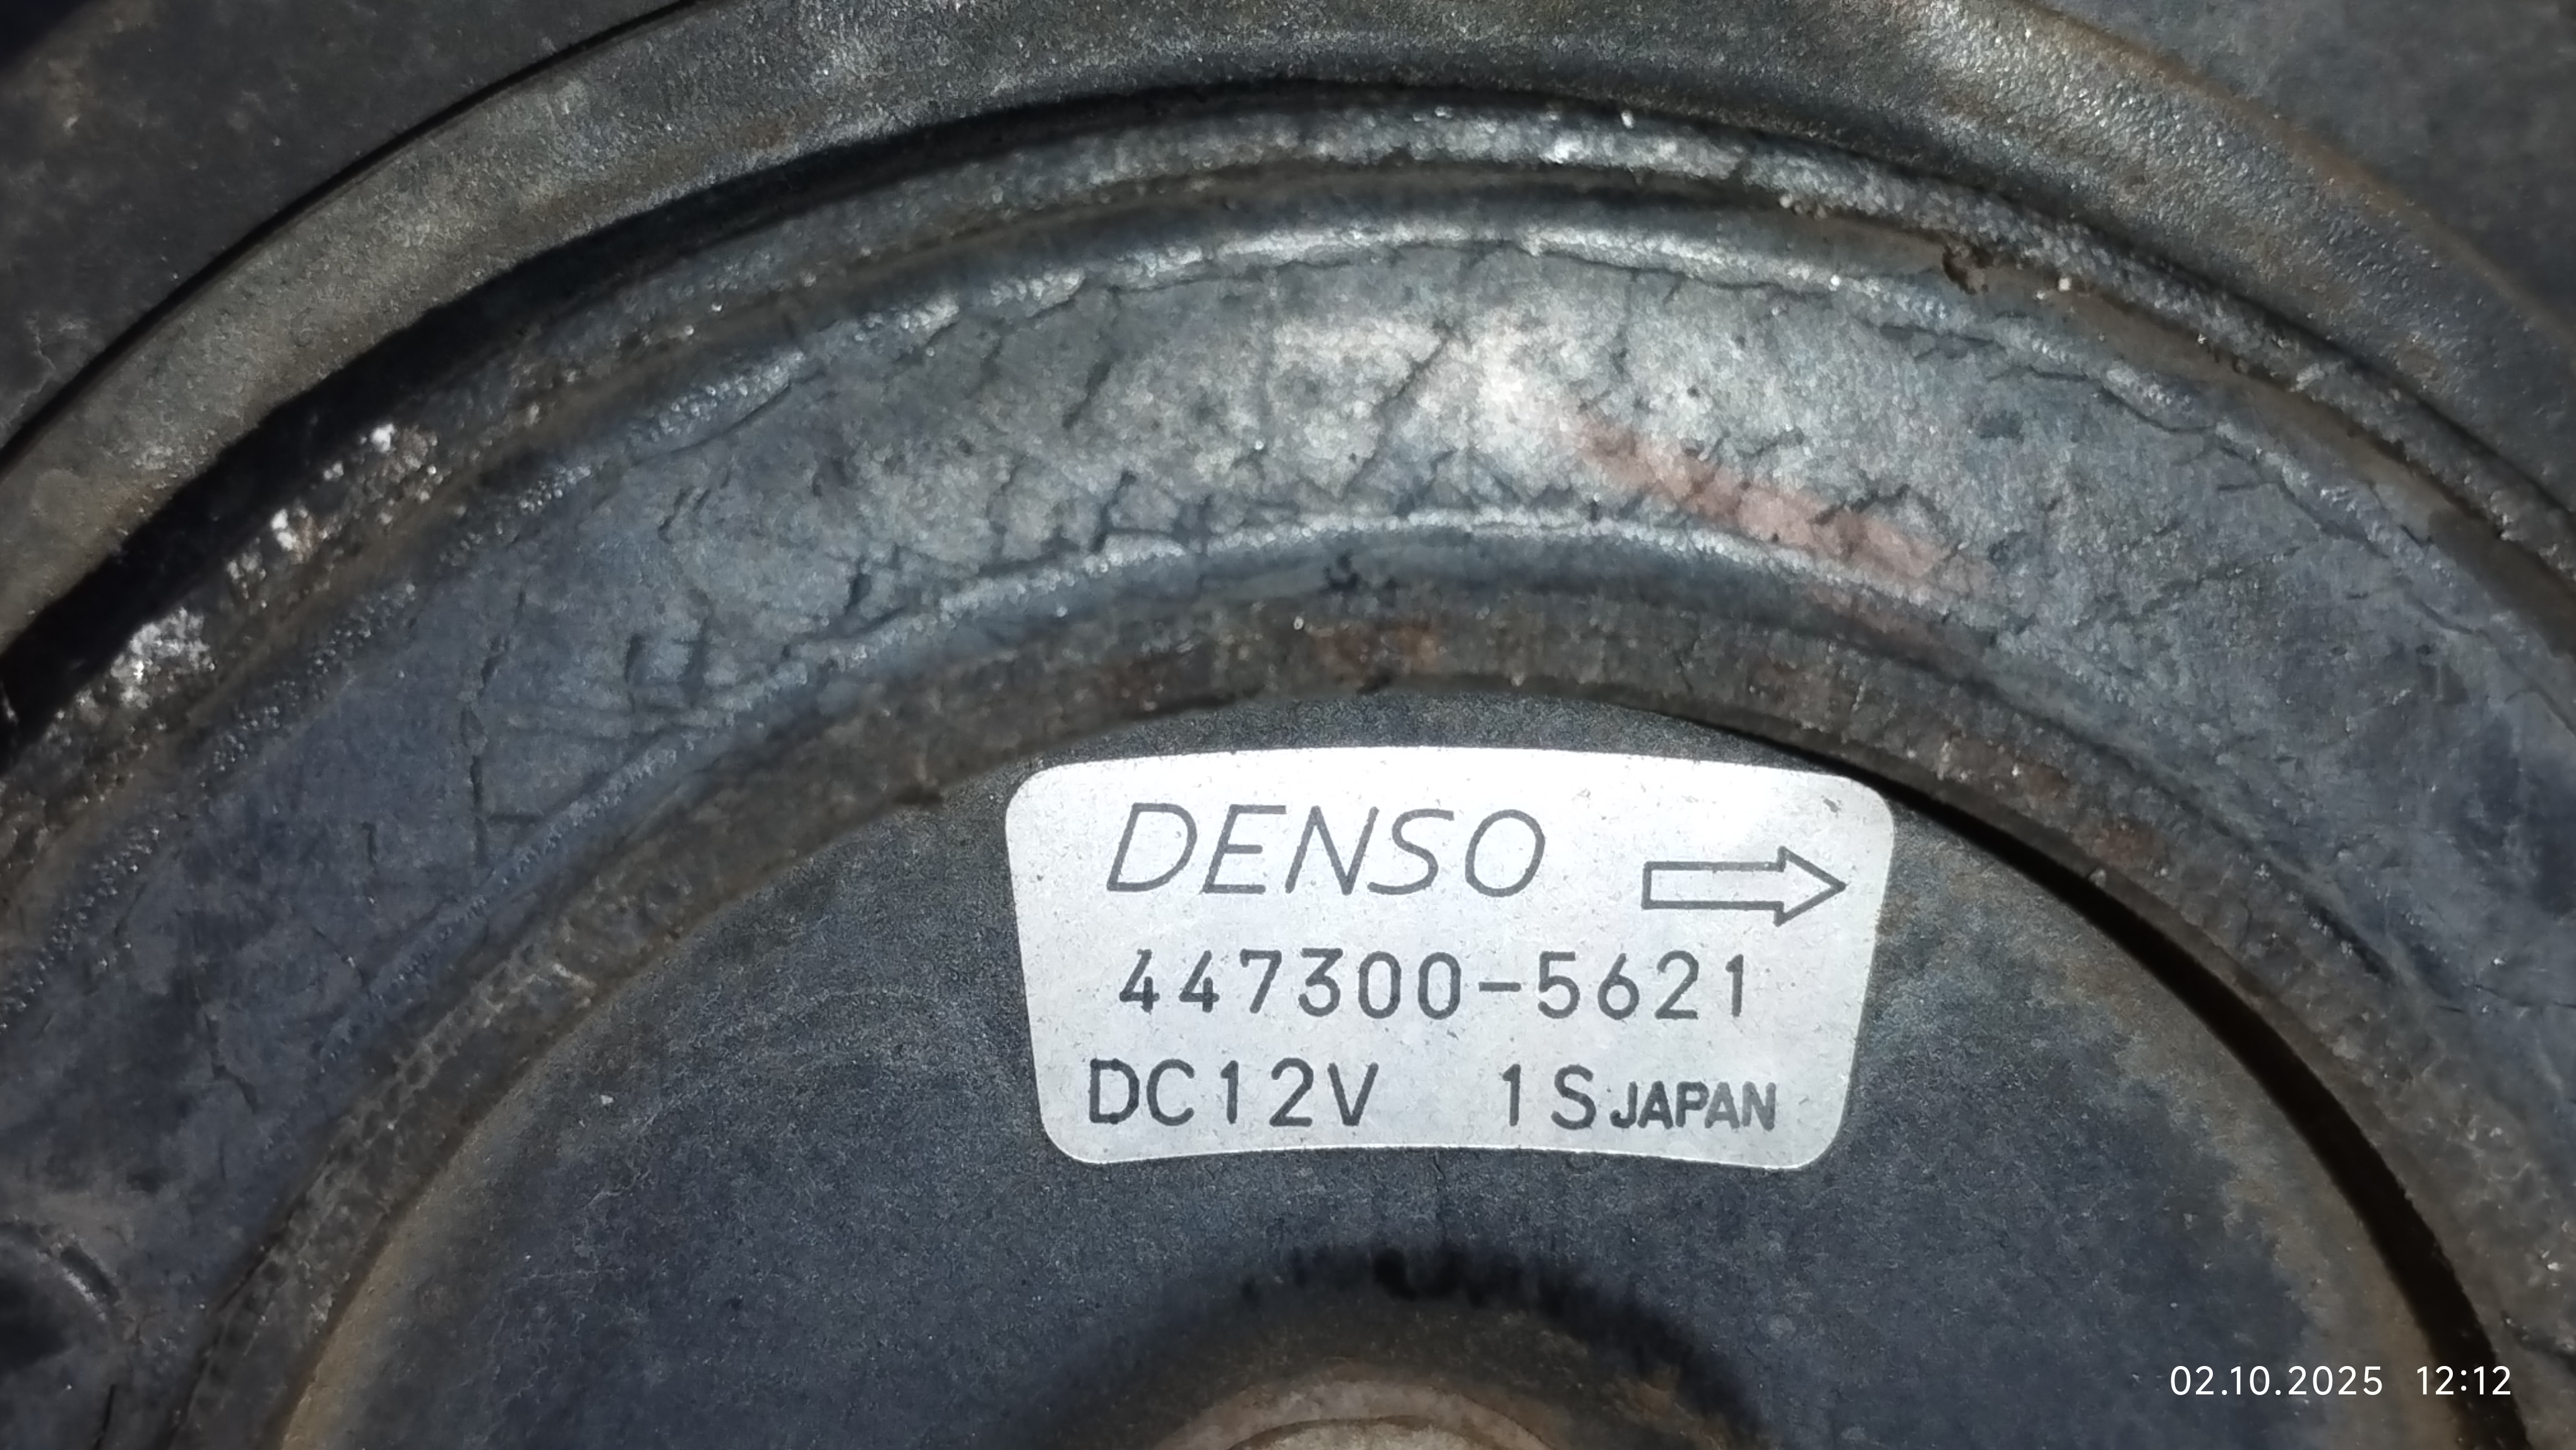 DENSO
447300-5621
DC12V 1S JAPAN
02.10.2025 12:12